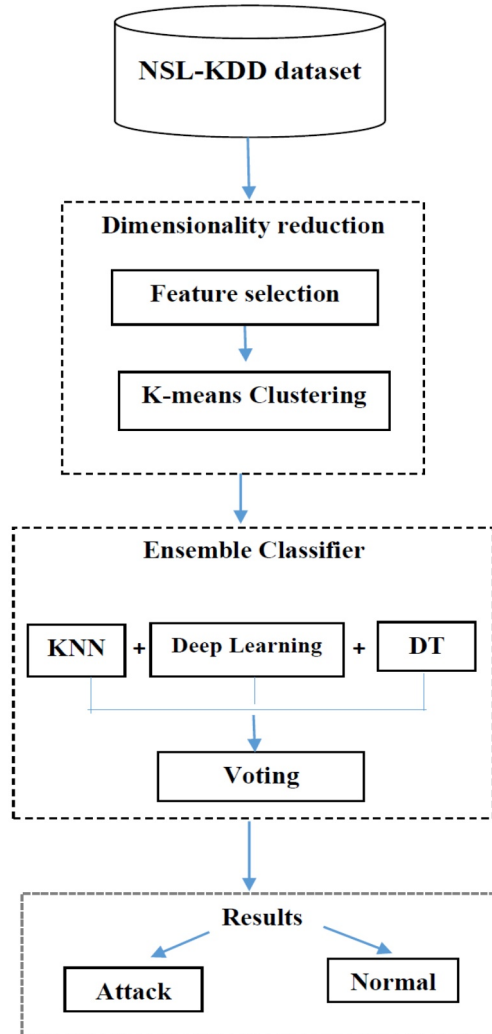 NSL-KDD dataset
Dimensionality reduction
Feature selection
K-means Clustering
Ensemble Classifier
KNN + Deep Learning + DT
Voting
Results
Attack
Normal